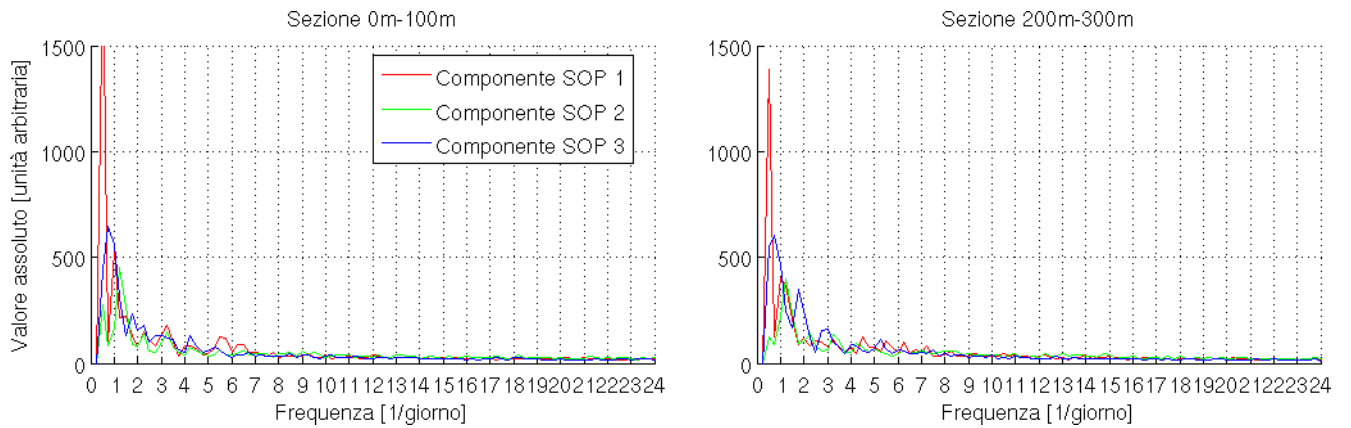 Sezione 0m-100m
Valore assoluto [unità arbitraria]
1500
1000
500
0
Componente SOP 1
Componente SOP 2
Componente SOP 3
0 1 2 3 4 5 6 7 8 9 10 11 12 13 14 15 16 17 18 19 20 21 22 23 24
Frequenza [1/giorno]
Sezione 200m-300m
1500
1000
500
0
0 1 2 3 4 5 6 7 8 9 10 11 12 13 14 15 16 17 18 19 20 21 22 23 24
Frequenza [1/giorno]